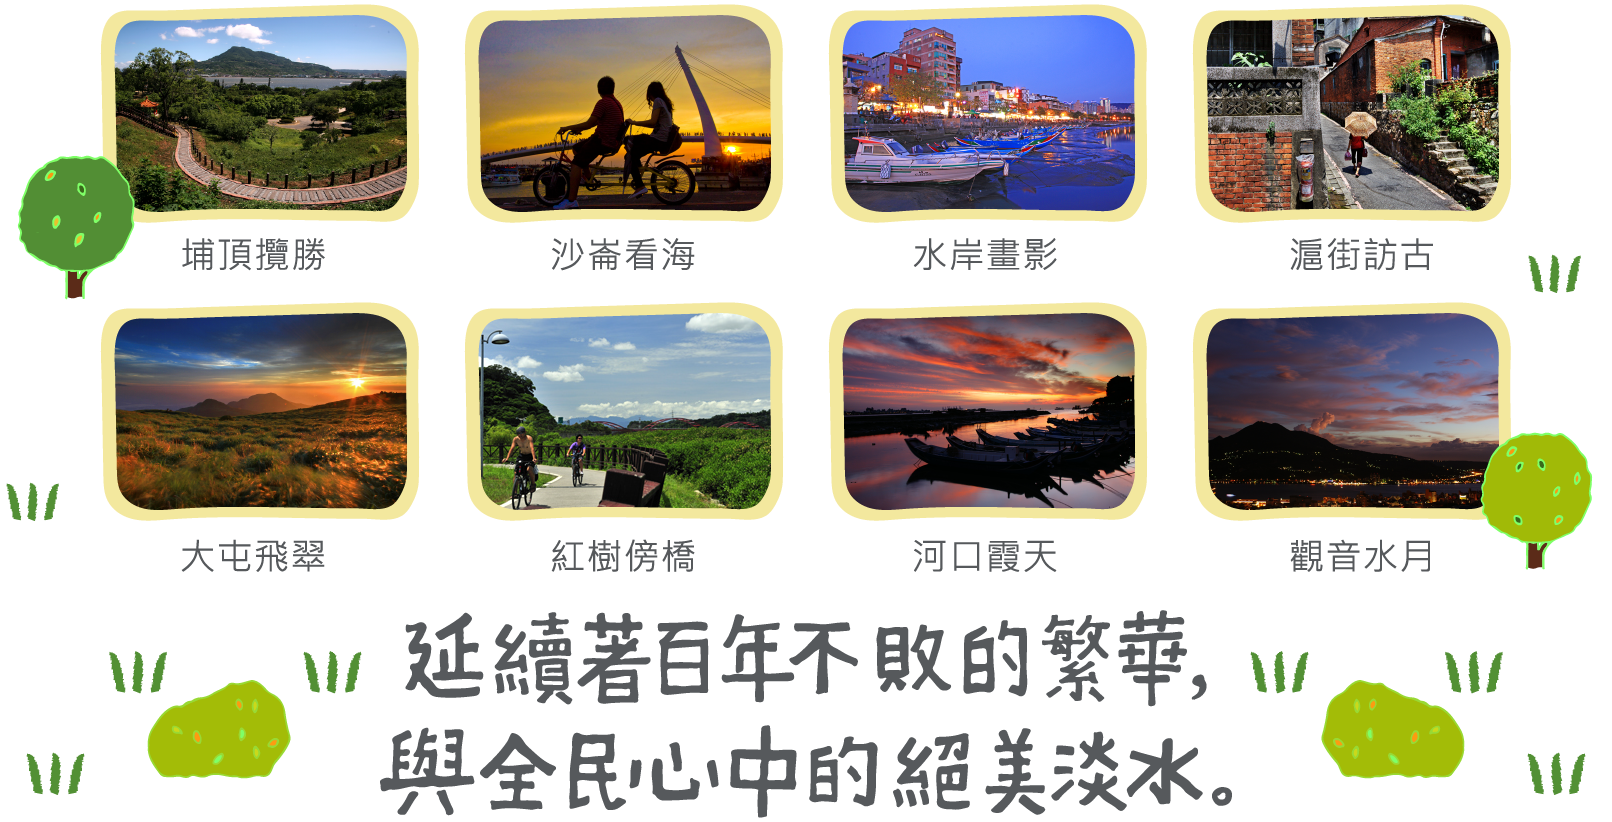 埔頂攬勝
沙崙看海
水岸畫影
滬街訪古
大屯飛翠
紅樹傍橋
河口霞天
觀音水月
延續著百年不敗的繁華,
與全民心中的絕美淡水。